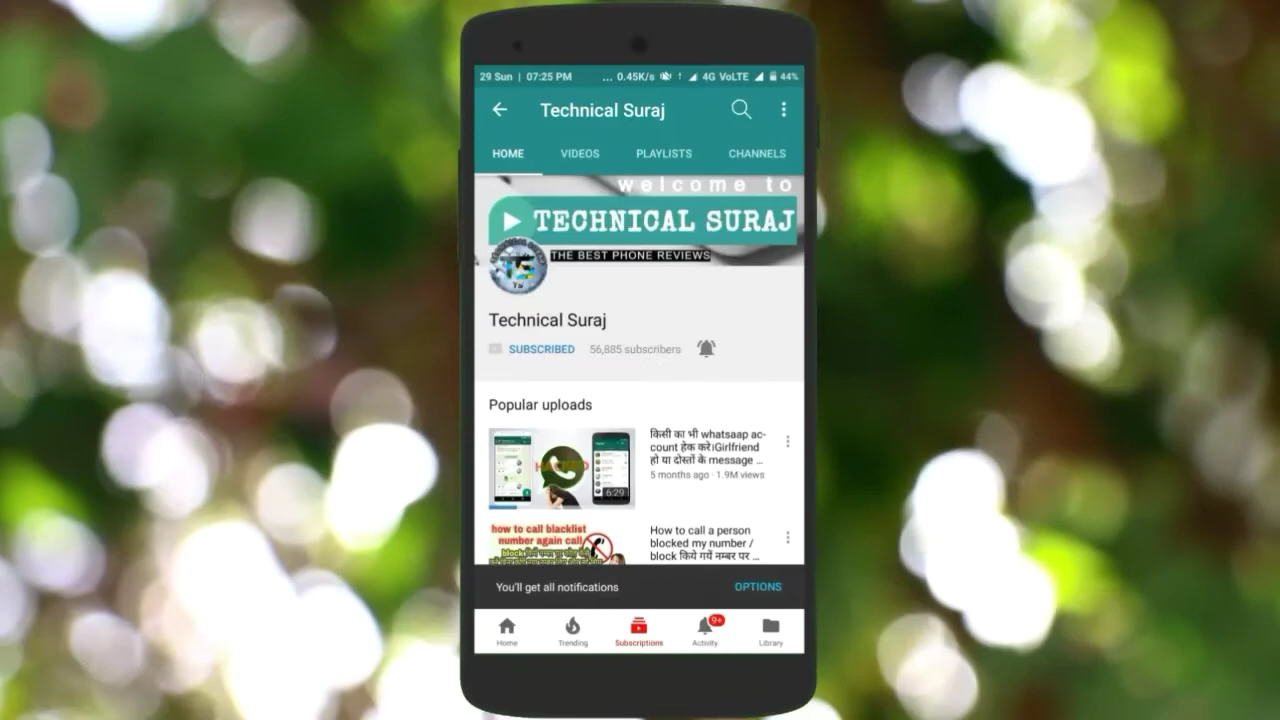 29 Sun | 07:25 PM ... 0.45K/s 4G VoLTE 44%
Technical Suraj
HOME VIDEOS PLAYLISTS CHANNELS
welcome to
TECHNICAL SURAJ
THE BEST PHONE REVIEWS
Technical Suraj
SUBSCRIBED 56,885 subscribers
Popular uploads
किसी का भी whatsaap ac-
count हेक करे।Girlfriend
हो या दोस्तों के message ...
5 months ago · 1.9M views
6:29
how to call blacklist
number again call
How to call a person
blocked my number /
block किये गयें नम्बर पर ...
You'll get all notifications OPTIONS
9+
Home Trending Subscriptions Activity Library